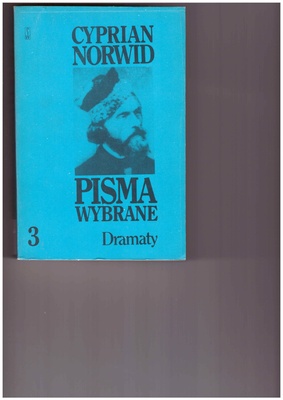 CYPRIAN
NORWID
PISMA
WYBRANE
3 Dramaty